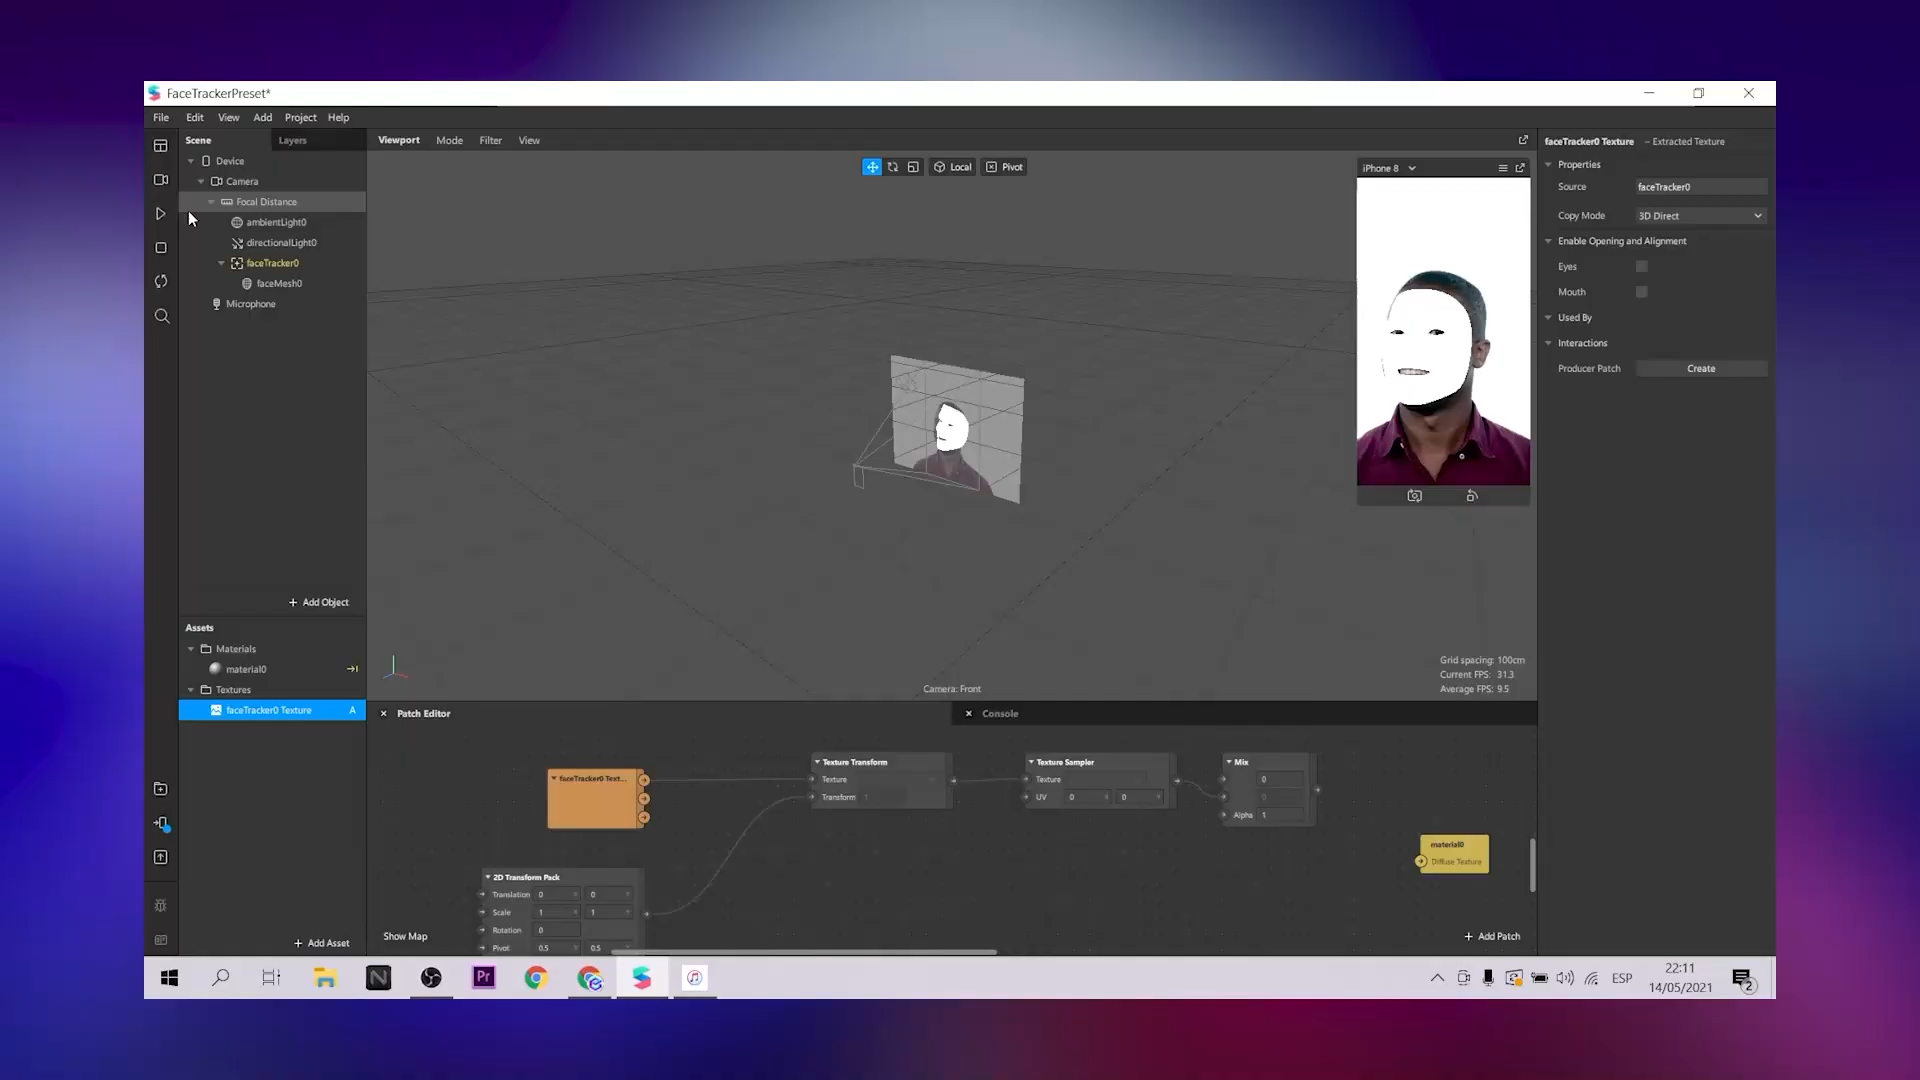 FaceTrackerPreset*
File Edit View Add Project Help
Scene Layers
Device
Camera
Focal Distance
ambientLight0
directionalLight0
faceTracker0
faceMesh0
Microphone
+ Add Object
Assets
Materials
material0
Textures
faceTracker0 Texture A
+ Add Asset
Viewport Mode Filter View
Local Pivot
iPhone 8
Grid spacing: 100cm
Current FPS: 31.3
Average FPS: 9.5
Camera: Front
faceTracker0 Texture – Extracted Texture
Properties
Source faceTracker0
Copy Mode 3D Direct
Enable Opening and Alignment
Eyes
Mouth
Used By
Interactions
Producer Patch Create
Patch Editor
Console
faceTracker0 Text...
Texture Transform
Texture
Transform
Texture Sampler
Texture
UV 0 0
Mix
0
0
Alpha 1
material0
Diffuse Texture
2D Transform Pack
Translation 0 0
Scale 1 1
Rotation 0
Pivot 0.5 0.5
Show Map
+ Add Patch
N
Pr
ESP
22:11
14/05/2021
2